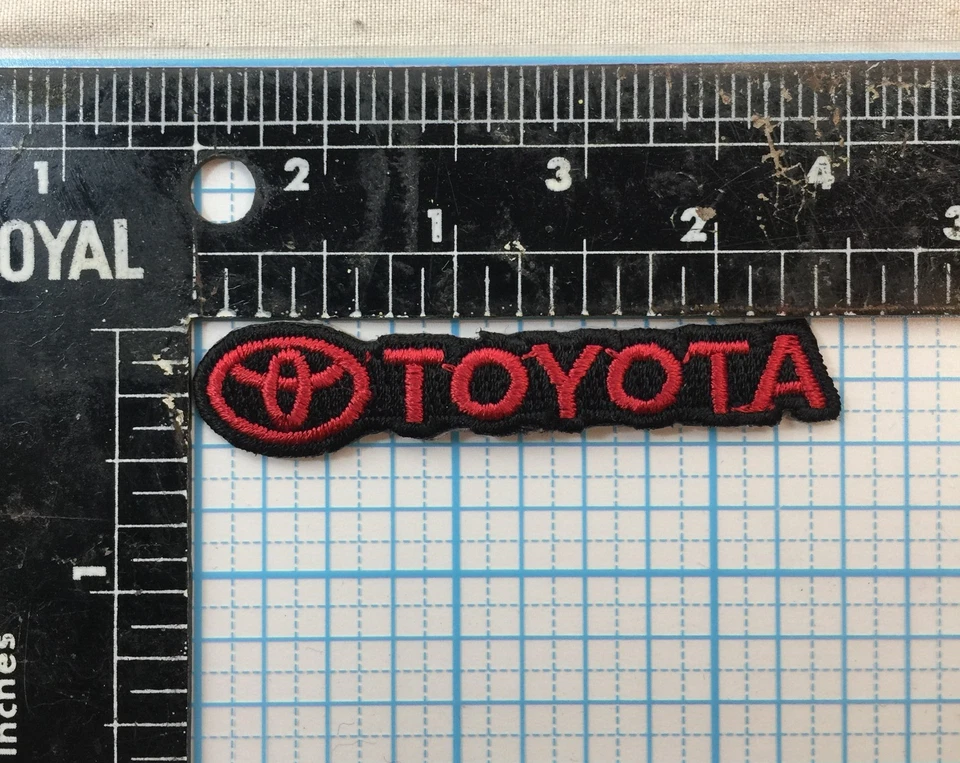 1 2 3 4
1 2 3
OYAL
TOYOTA
1
inches